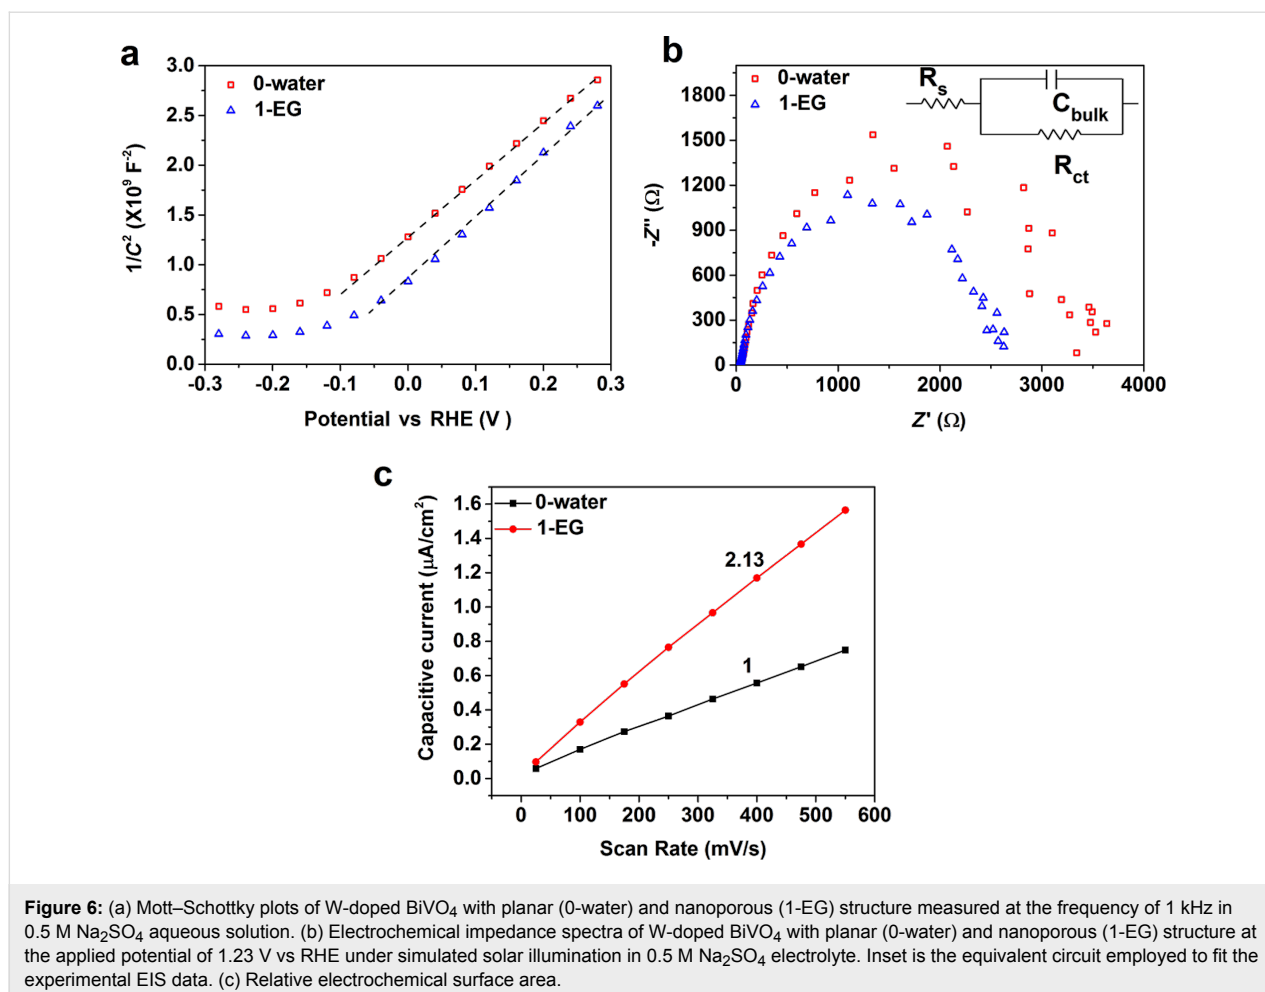 a
0-water
1-EG
3.0
2.5
2.0
1.5
1.0
0.5
0.0
1/C² (X10⁹ F⁻²)
-0.3 -0.2 -0.1 0.0 0.1 0.2 0.3
Potential vs RHE (V )
b
0-water
1-EG
Rs
Cbulk
Rct
1800
1500
1200
900
600
300
0
-Z'' (Ω)
0 1000 2000 3000 4000
Z' (Ω)
c
0-water
1-EG
2.13
1
1.6
1.4
1.2
1.0
0.8
0.6
0.4
0.2
0.0
Capacitive current (μA/cm²)
0 100 200 300 400 500 600
Scan Rate (mV/s)
Figure 6: (a) Mott–Schottky plots of W-doped BiVO₄ with planar (0-water) and nanoporous (1-EG) structure measured at the frequency of 1 kHz in
0.5 M Na₂SO₄ aqueous solution. (b) Electrochemical impedance spectra of W-doped BiVO₄ with planar (0-water) and nanoporous (1-EG) structure at
the applied potential of 1.23 V vs RHE under simulated solar illumination in 0.5 M Na₂SO₄ electrolyte. Inset is the equivalent circuit employed to fit the
experimental EIS data. (c) Relative electrochemical surface area.